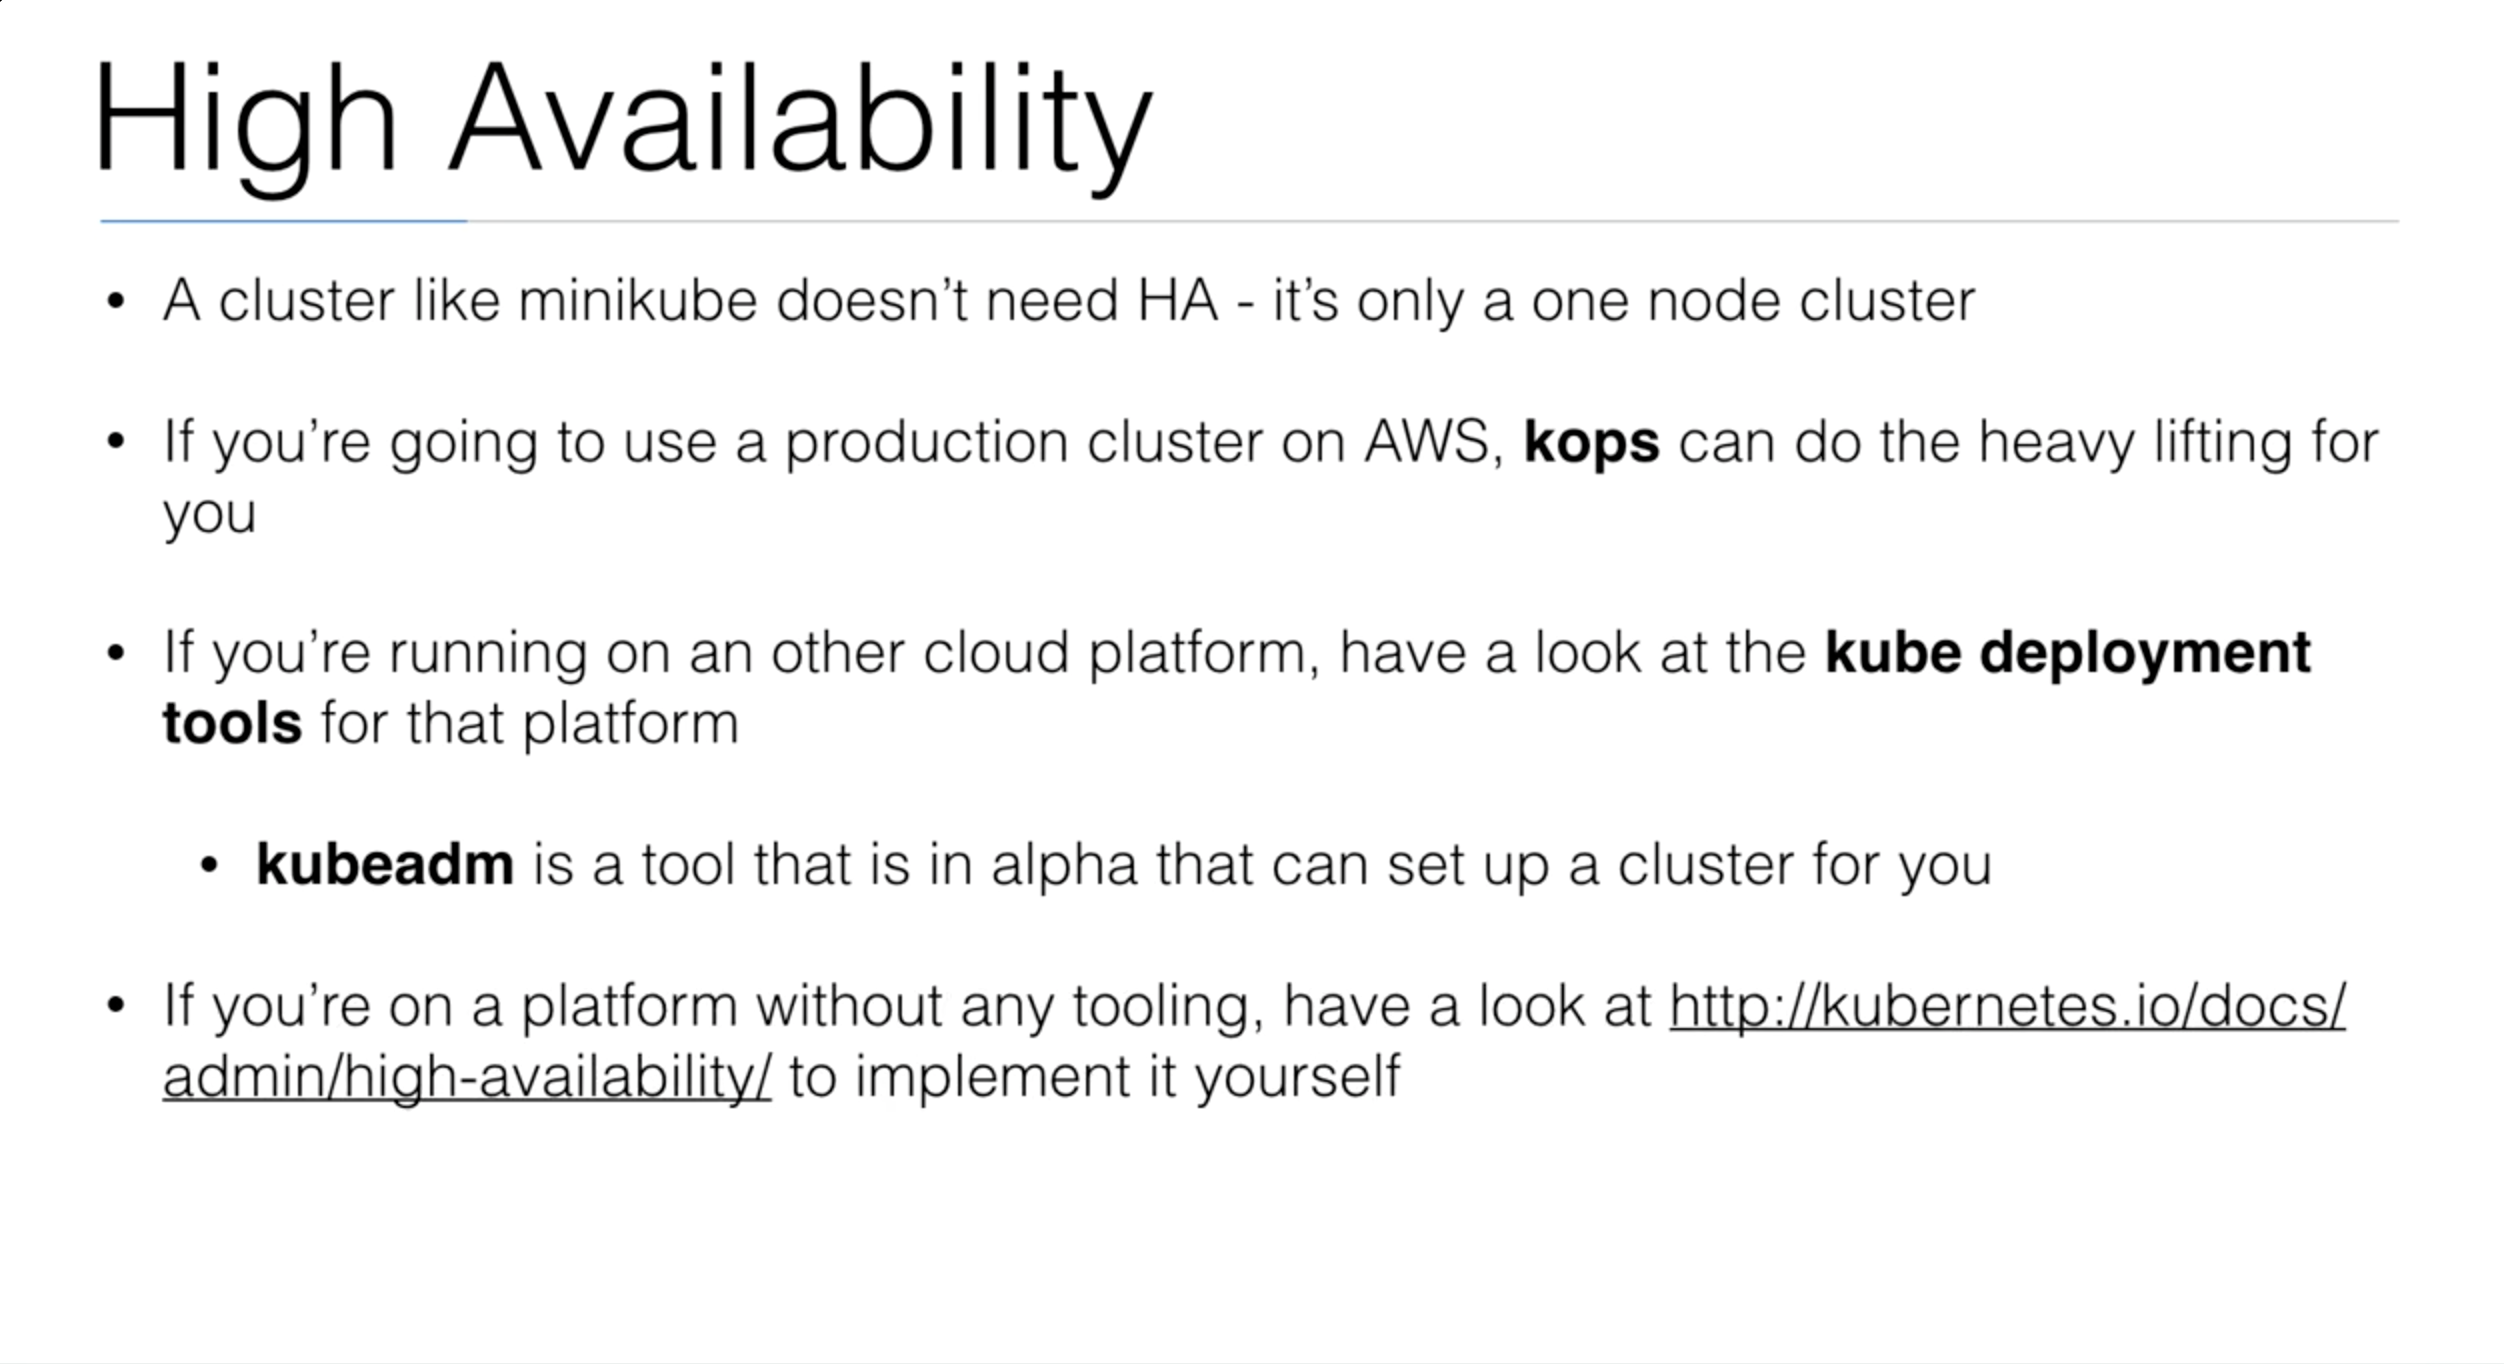 High Availability
• A cluster like minikube doesn’t need HA - it’s only a one node cluster
• If you’re going to use a production cluster on AWS, kops can do the heavy lifting for
you
• If you’re running on an other cloud platform, have a look at the kube deployment
tools for that platform
• kubeadm is a tool that is in alpha that can set up a cluster for you
• If you’re on a platform without any tooling, have a look at http://kubernetes.io/docs/
admin/high-availability/ to implement it yourself